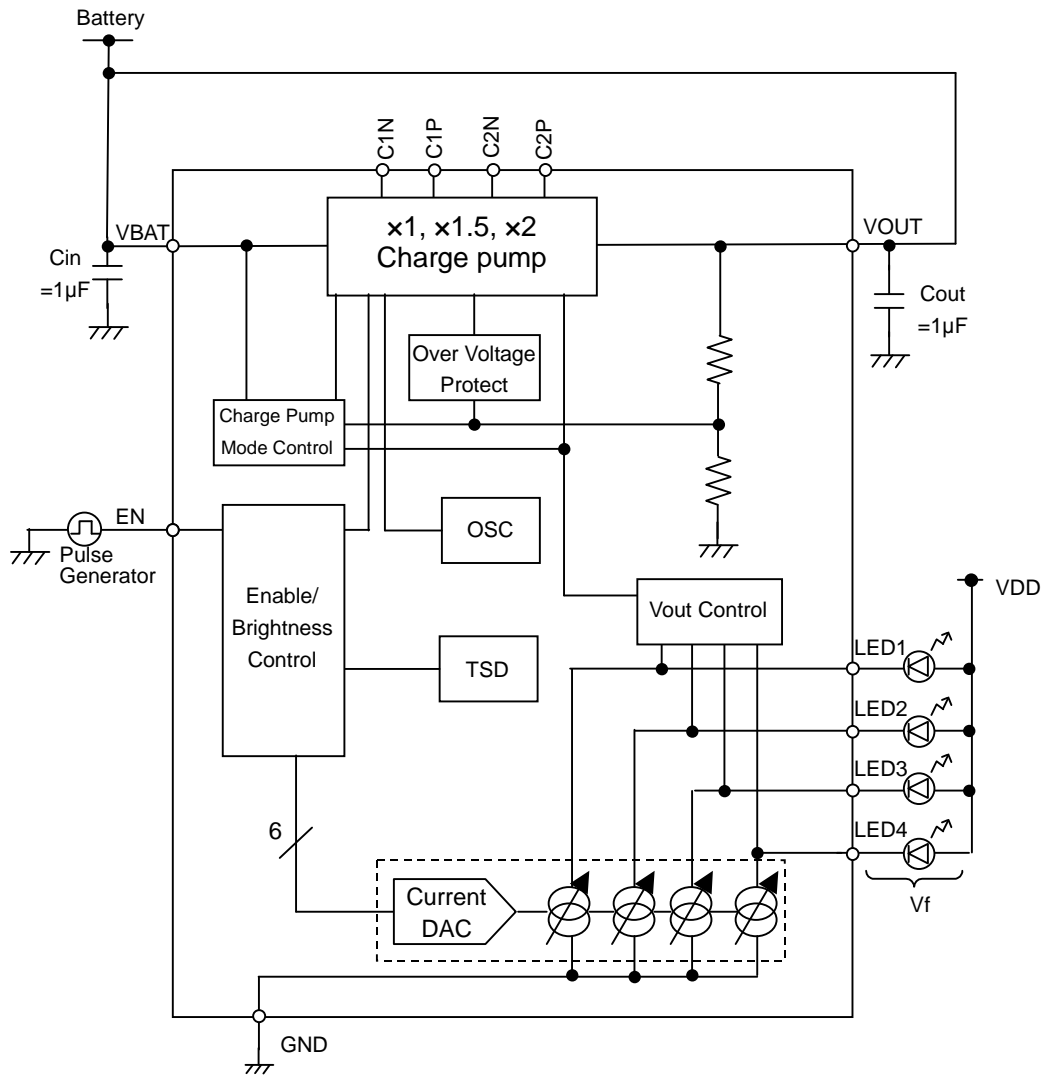 Battery
C1N
C1P
C2N
C2P
×1, ×1.5, ×2
Charge pump
VBAT
VOUT
Cin
=1µF
Cout
=1µF
Over Voltage
Protect
Charge Pump
Mode Control
EN
Pulse
Generator
OSC
Enable/
Brightness
Control
Vout Control
VDD
TSD
LED1
LED2
LED3
LED4
6
Current
DAC
Vf
GND